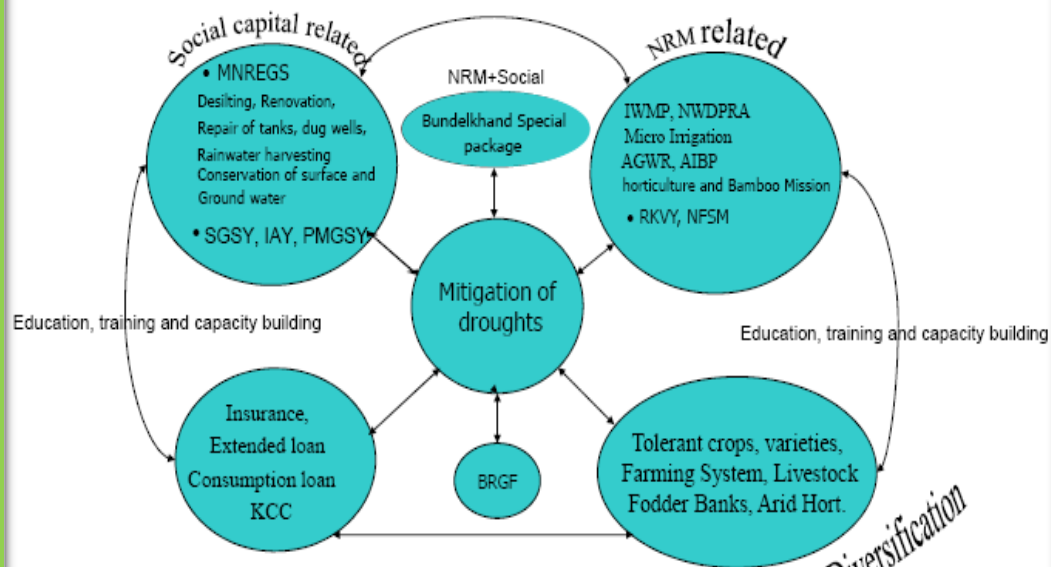 Social capital related
NRM related
• MNREGS
Desilting, Renovation,
Repair of tanks, dug wells,
Rainwater harvesting
Conservation of surface and
Ground water
• SGSY, IAY, PMGSY
NRM+Social
Bundelkhand Special
package
IWMP, NWDPRA
Micro Irrigation
AGWR, AIBP
horticulture and Bamboo Mission
• RKVY, NFSM
Mitigation of
droughts
Education, training and capacity building
Education, training and capacity building
Insurance,
Extended loan
Consumption loan
KCC
BRGF
Tolerant crops, varieties,
Farming System, Livestock
Fodder Banks, Arid Hort.
Diversification